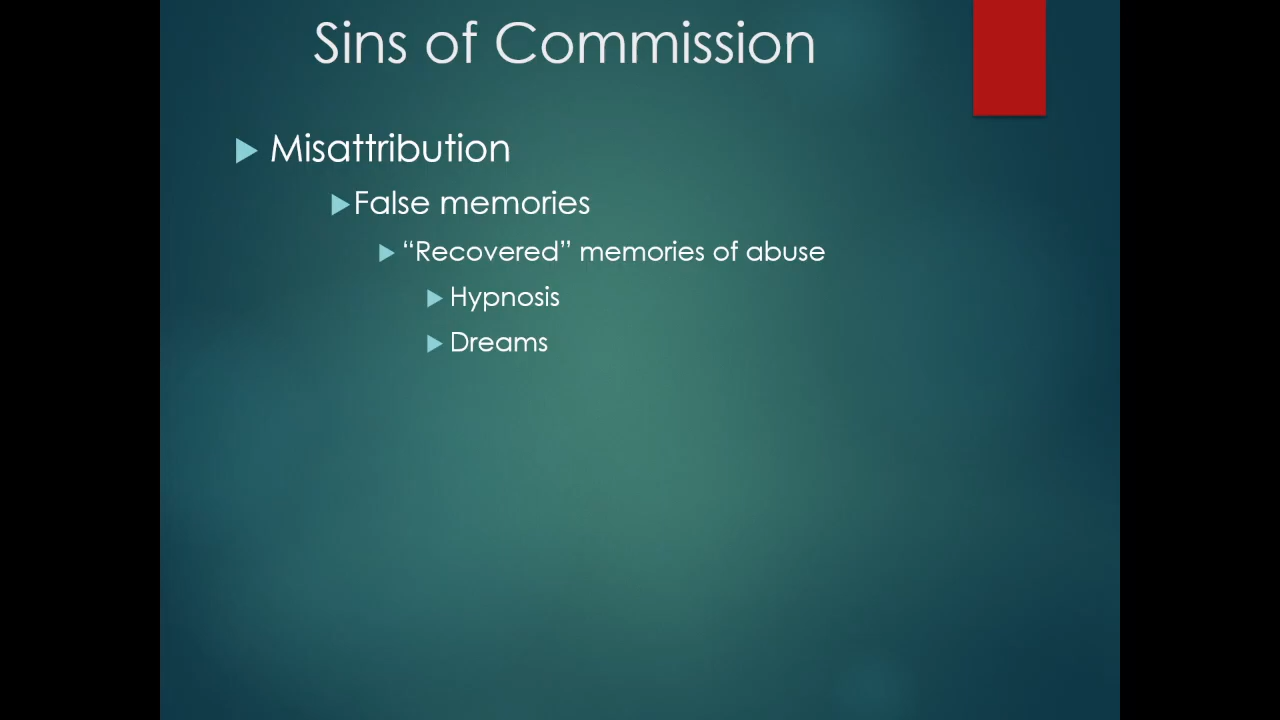 Sins of Commission
Misattribution
False memories
“Recovered” memories of abuse
Hypnosis
Dreams